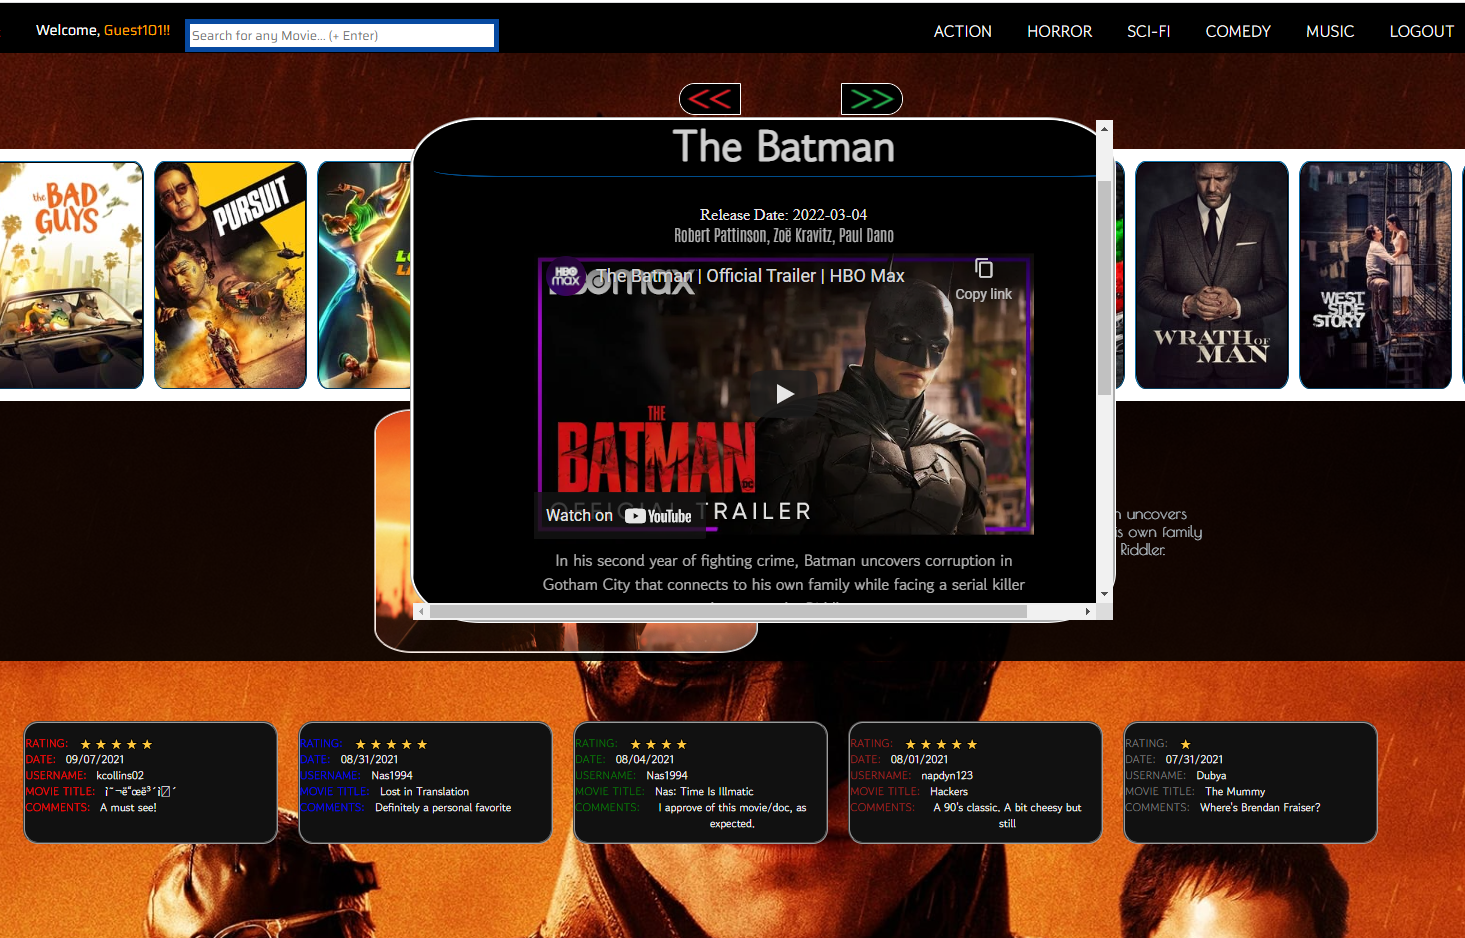 Welcome, Guest101!!
Search for any Movie... (+ Enter)
ACTION HORROR SCI-FI COMEDY MUSIC LOGOUT
<< >>
The Batman
Release Date: 2022-03-04
Robert Pattinson, Zoë Kravitz, Paul Dano
HBO max
The Batman | Official Trailer | HBO Max
Copy link
THE
BATMAN
DC
TRAILER
Watch on YouTube
In his second year of fighting crime, Batman uncovers corruption in
Gotham City that connects to his own family while facing a serial killer
the BAD GUYS
PURSUIT
WRATH OF
MAN
WEST
SIDE
STORY
uncovers
his own family
Riddler.
RATING: ★ ★ ★ ★ ★
DATE: 09/07/2021
USERNAME: kcollins02
MOVIE TITLE:
COMMENTS: A must see!
RATING: ★ ★ ★ ★ ★
DATE: 08/31/2021
USERNAME: Nas1994
MOVIE TITLE: Lost in Translation
COMMENTS: Definitely a personal favorite
RATING: ★ ★ ★ ★
DATE: 08/04/2021
USERNAME: Nas1994
MOVIE TITLE: Nas: Time Is Illmatic
COMMENTS: I approve of this movie/doc, as
expected.
RATING: ★ ★ ★ ★ ★
DATE: 08/01/2021
USERNAME: napdyn123
MOVIE TITLE: Hackers
COMMENTS: A 90's classic. A bit cheesy but
still
RATING: ★
DATE: 07/31/2021
USERNAME: Dubya
MOVIE TITLE: The Mummy
COMMENTS: Where's Brendan Fraiser?